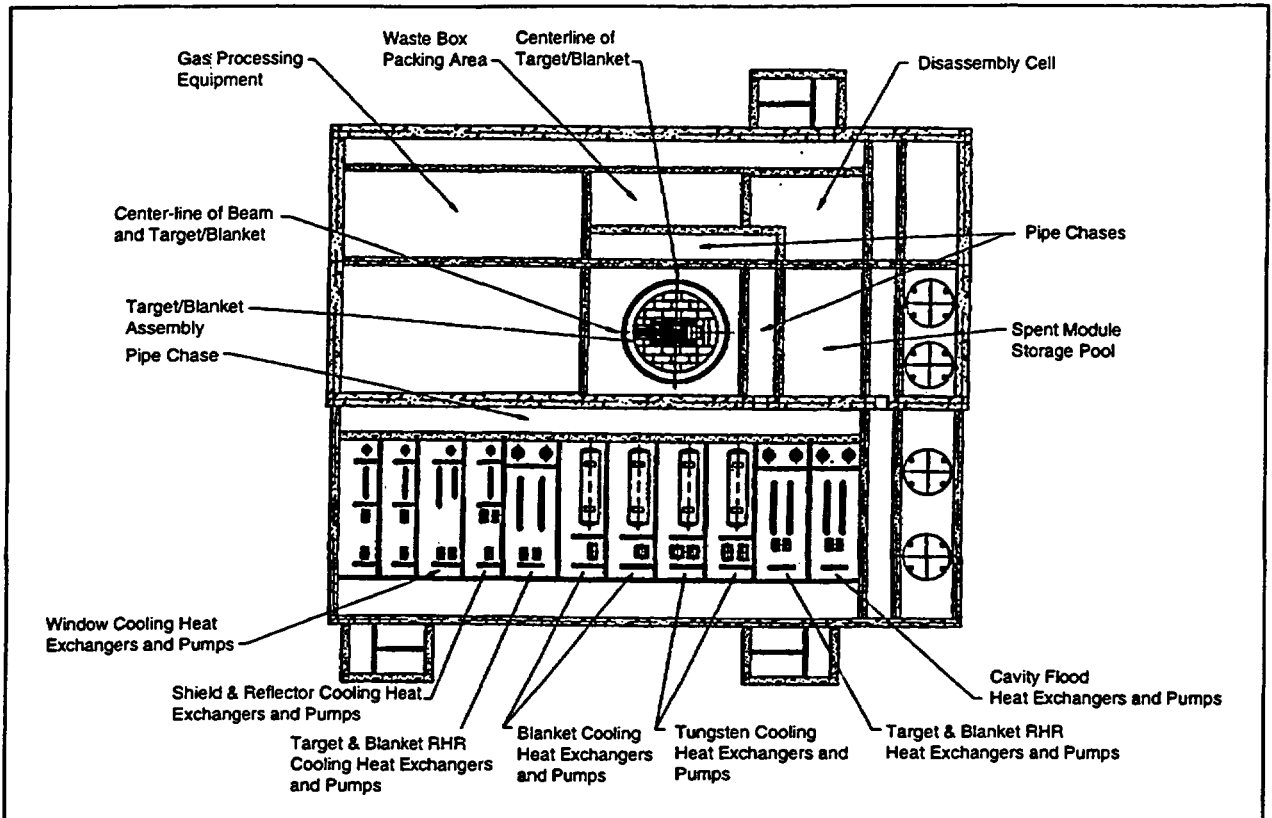 Gas Processing
Equipment
Waste Box
Packing Area
Centerline of
Target/Blanket
Disassembly Cell
Center-line of Beam
and Target/Blanket
Pipe Chases
Target/Blanket
Assembly
Spent Module
Storage Pool
Pipe Chase
Window Cooling Heat
Exchangers and Pumps
Shield & Reflector Cooling Heat
Exchangers and Pumps
Target & Blanket RHR
Cooling Heat Exchangers
and Pumps
Blanket Cooling
Heat Exchangers
and Pumps
Tungsten Cooling
Heat Exchangers and
Pumps
Target & Blanket RHR
Heat Exchangers and Pumps
Cavity Flood
Heat Exchangers and Pumps